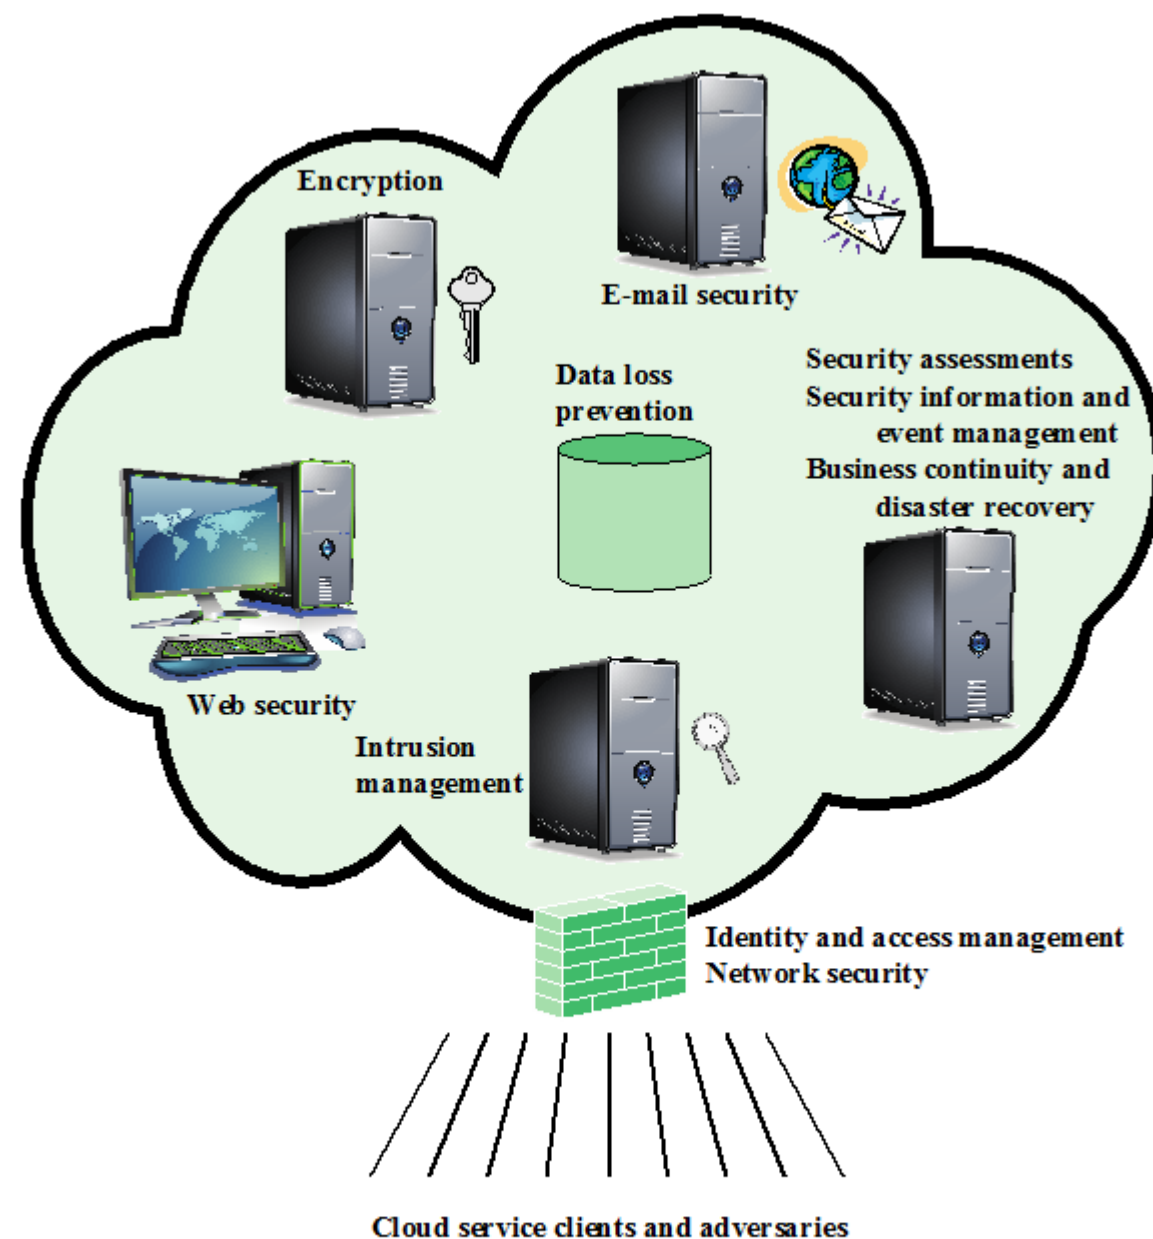 Encryption
E-mail security
Data loss
prevention
Security assessments
Security information and
event management
Business continuity and
disaster recovery
Web security
Intrusion
management
Identity and access management
Network security
Cloud service clients and adversaries